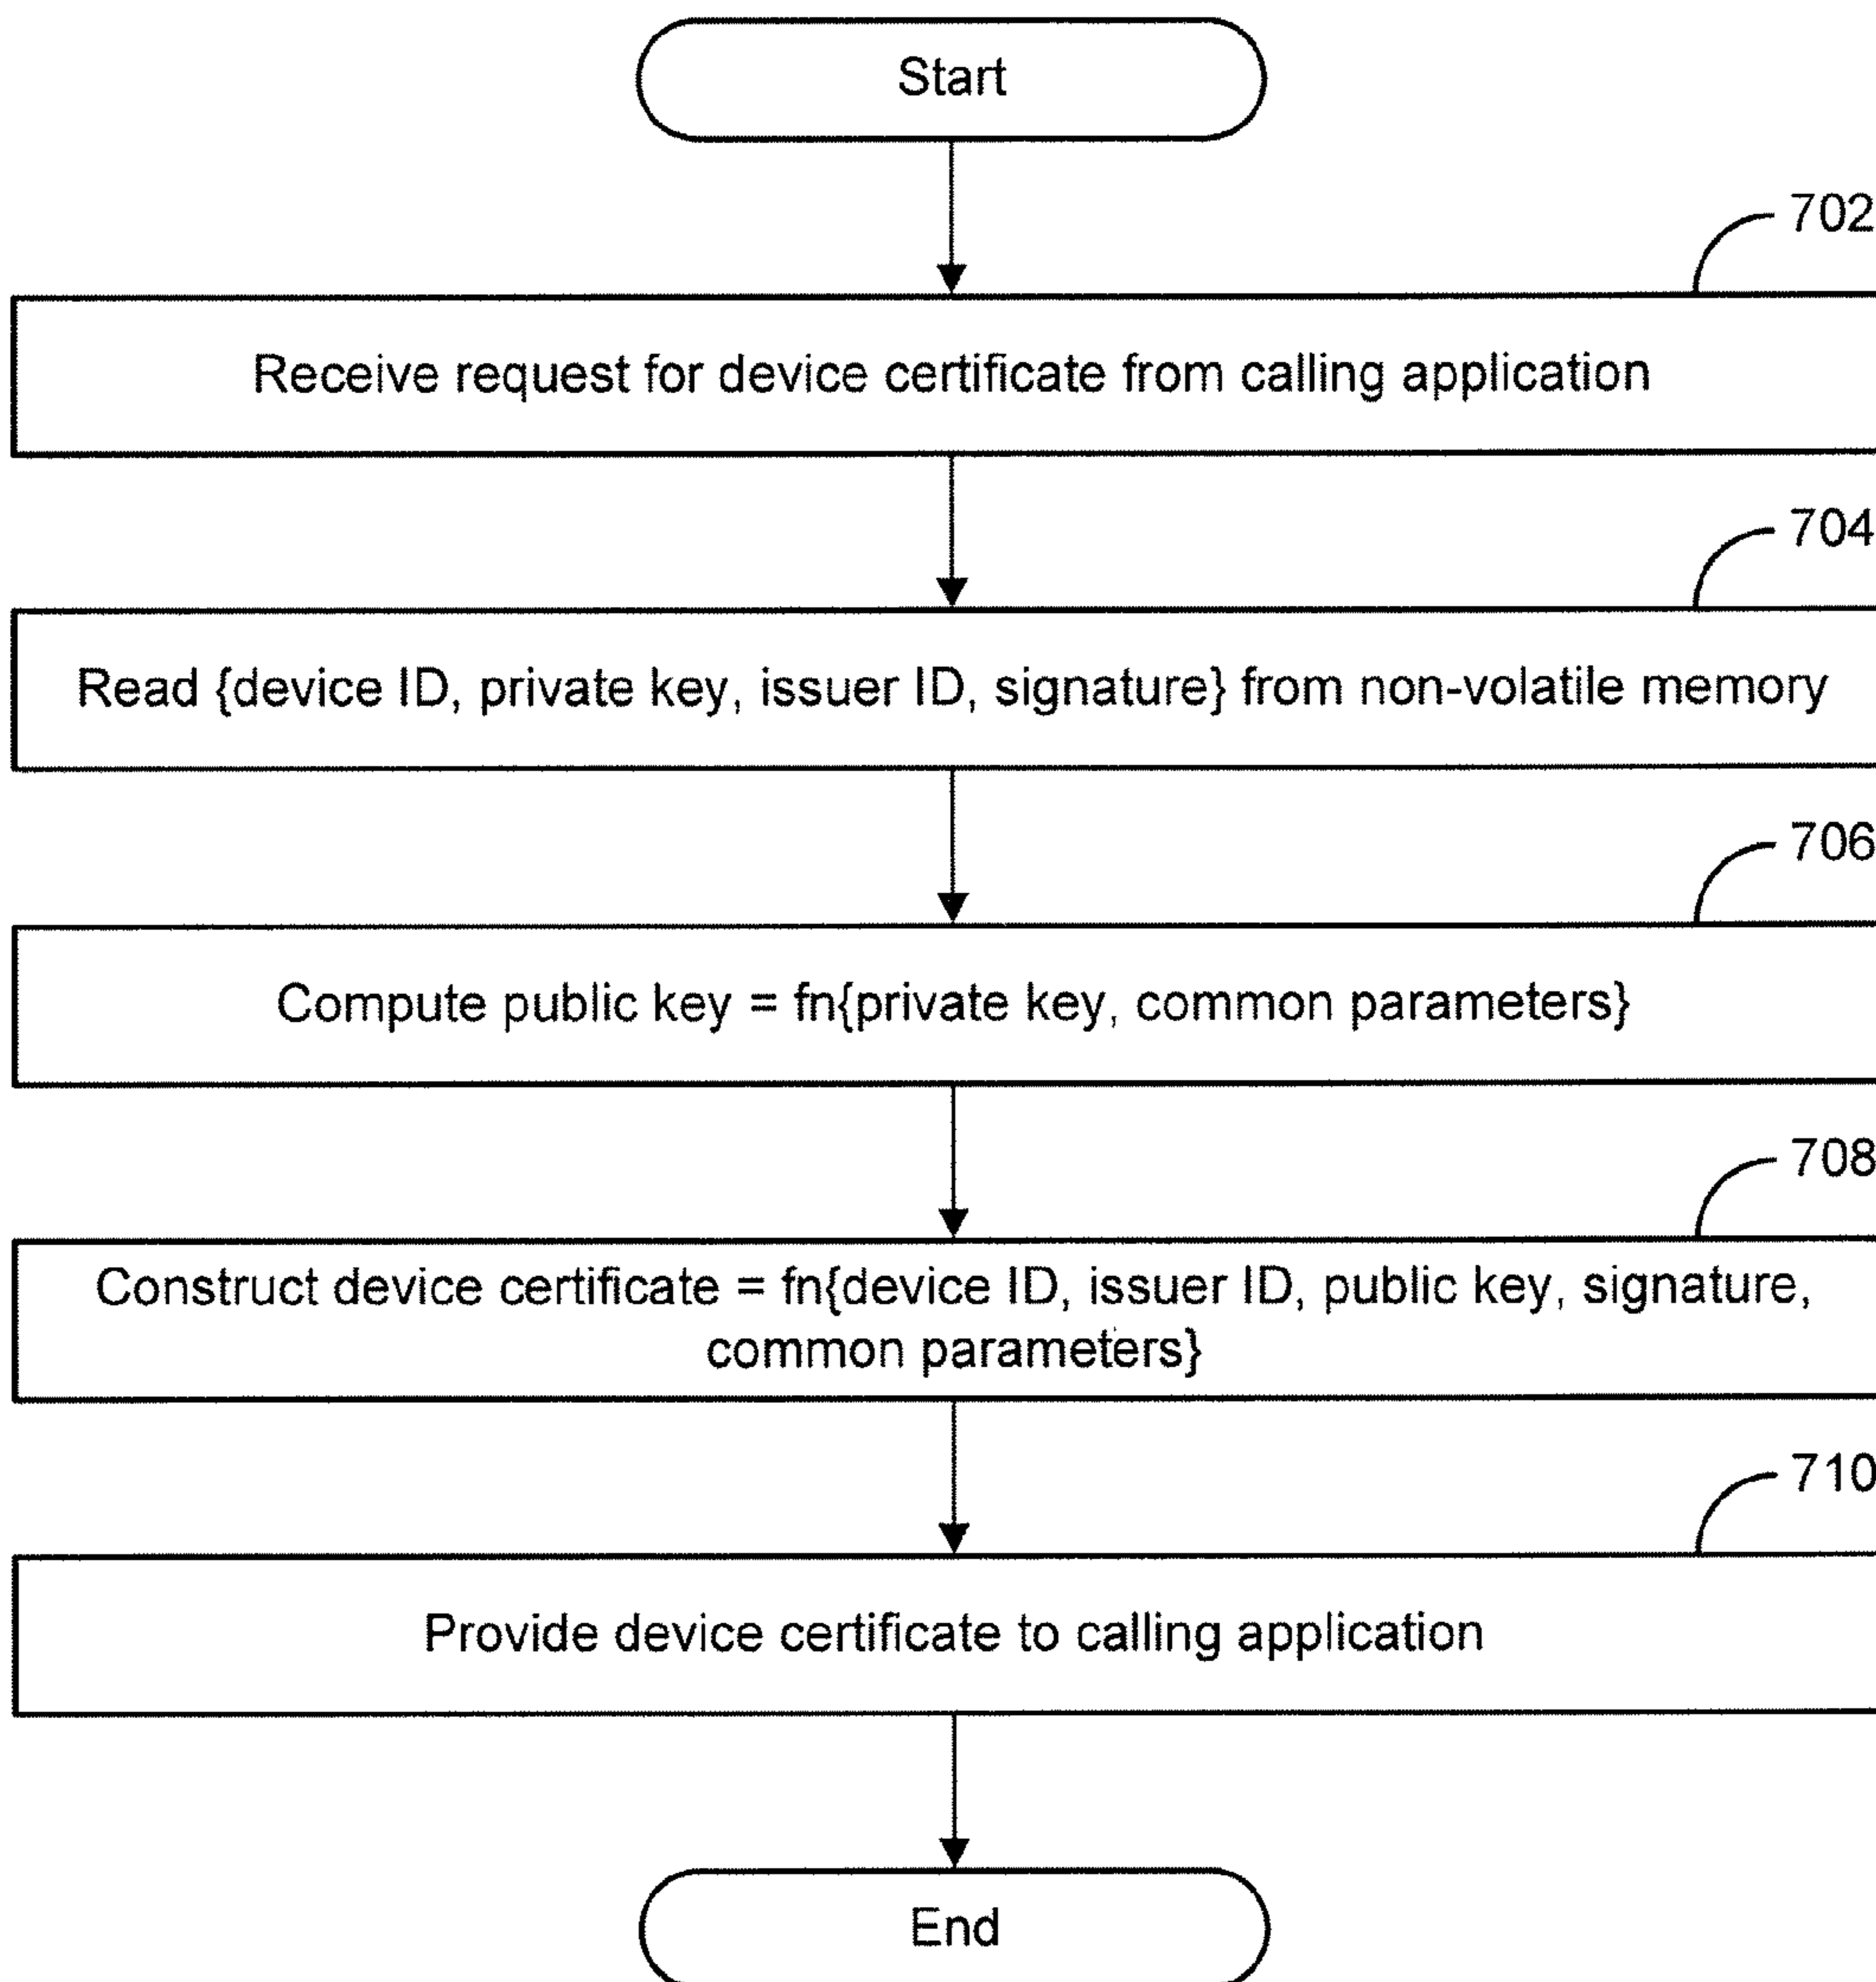 Start
702
Receive request for device certificate from calling application
704
Read {device ID, private key, issuer ID, signature} from non-volatile memory
706
Compute public key = fn{private key, common parameters}
708
Construct device certificate = fn{device ID, issuer ID, public key, signature,
common parameters}
710
Provide device certificate to calling application
End